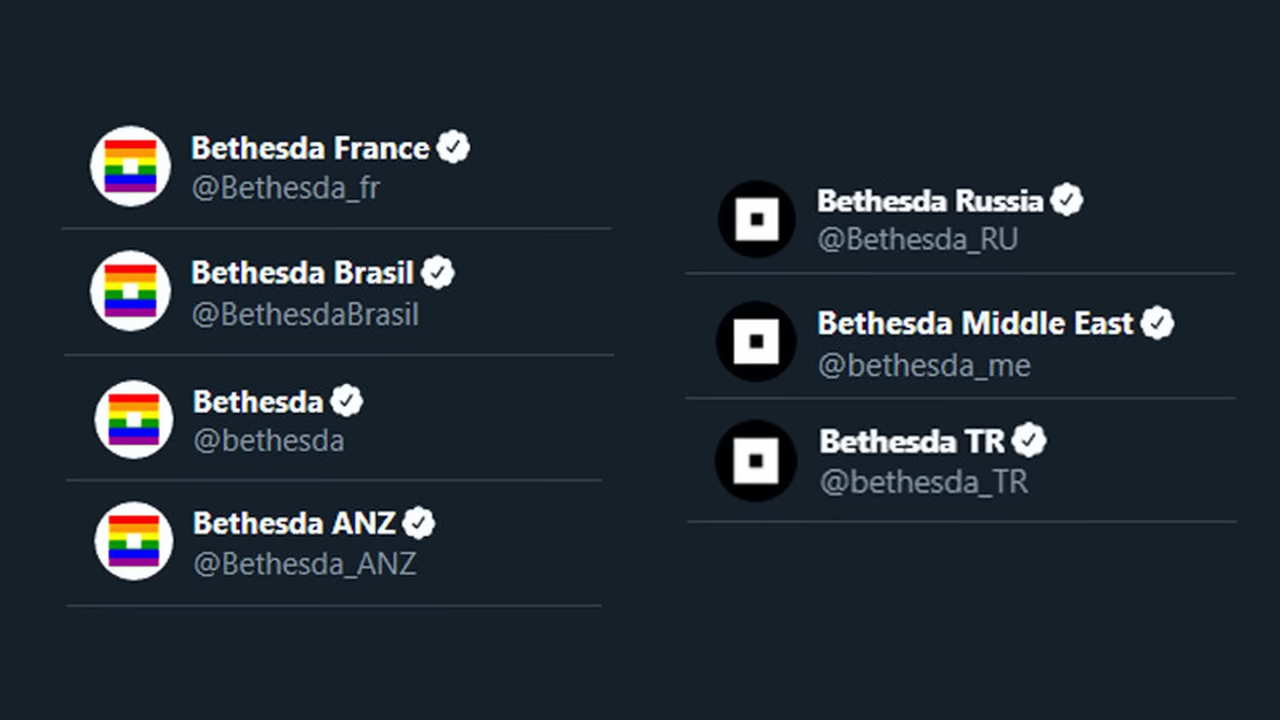 Bethesda France
@Bethesda_fr
Bethesda Brasil
@BethesdaBrasil
Bethesda
@bethesda
Bethesda ANZ
@Bethesda_ANZ
Bethesda Russia
@Bethesda_RU
Bethesda Middle East
@bethesda_me
Bethesda TR
@bethesda_TR